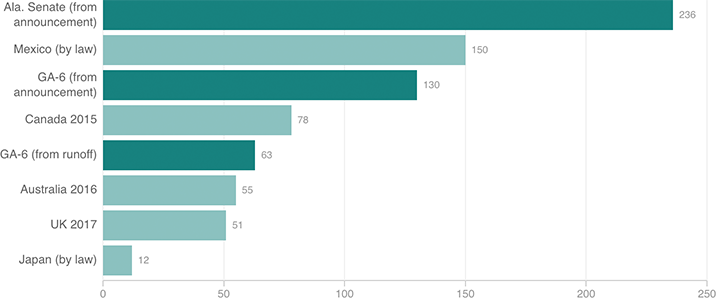 Ala. Senate (from
announcement)
236
Mexico (by law)
150
GA-6 (from
announcement)
130
Canada 2015
78
GA-6 (from runoff)
63
Australia 2016
55
UK 2017
51
Japan (by law)
12
0 50 100 150 200 250